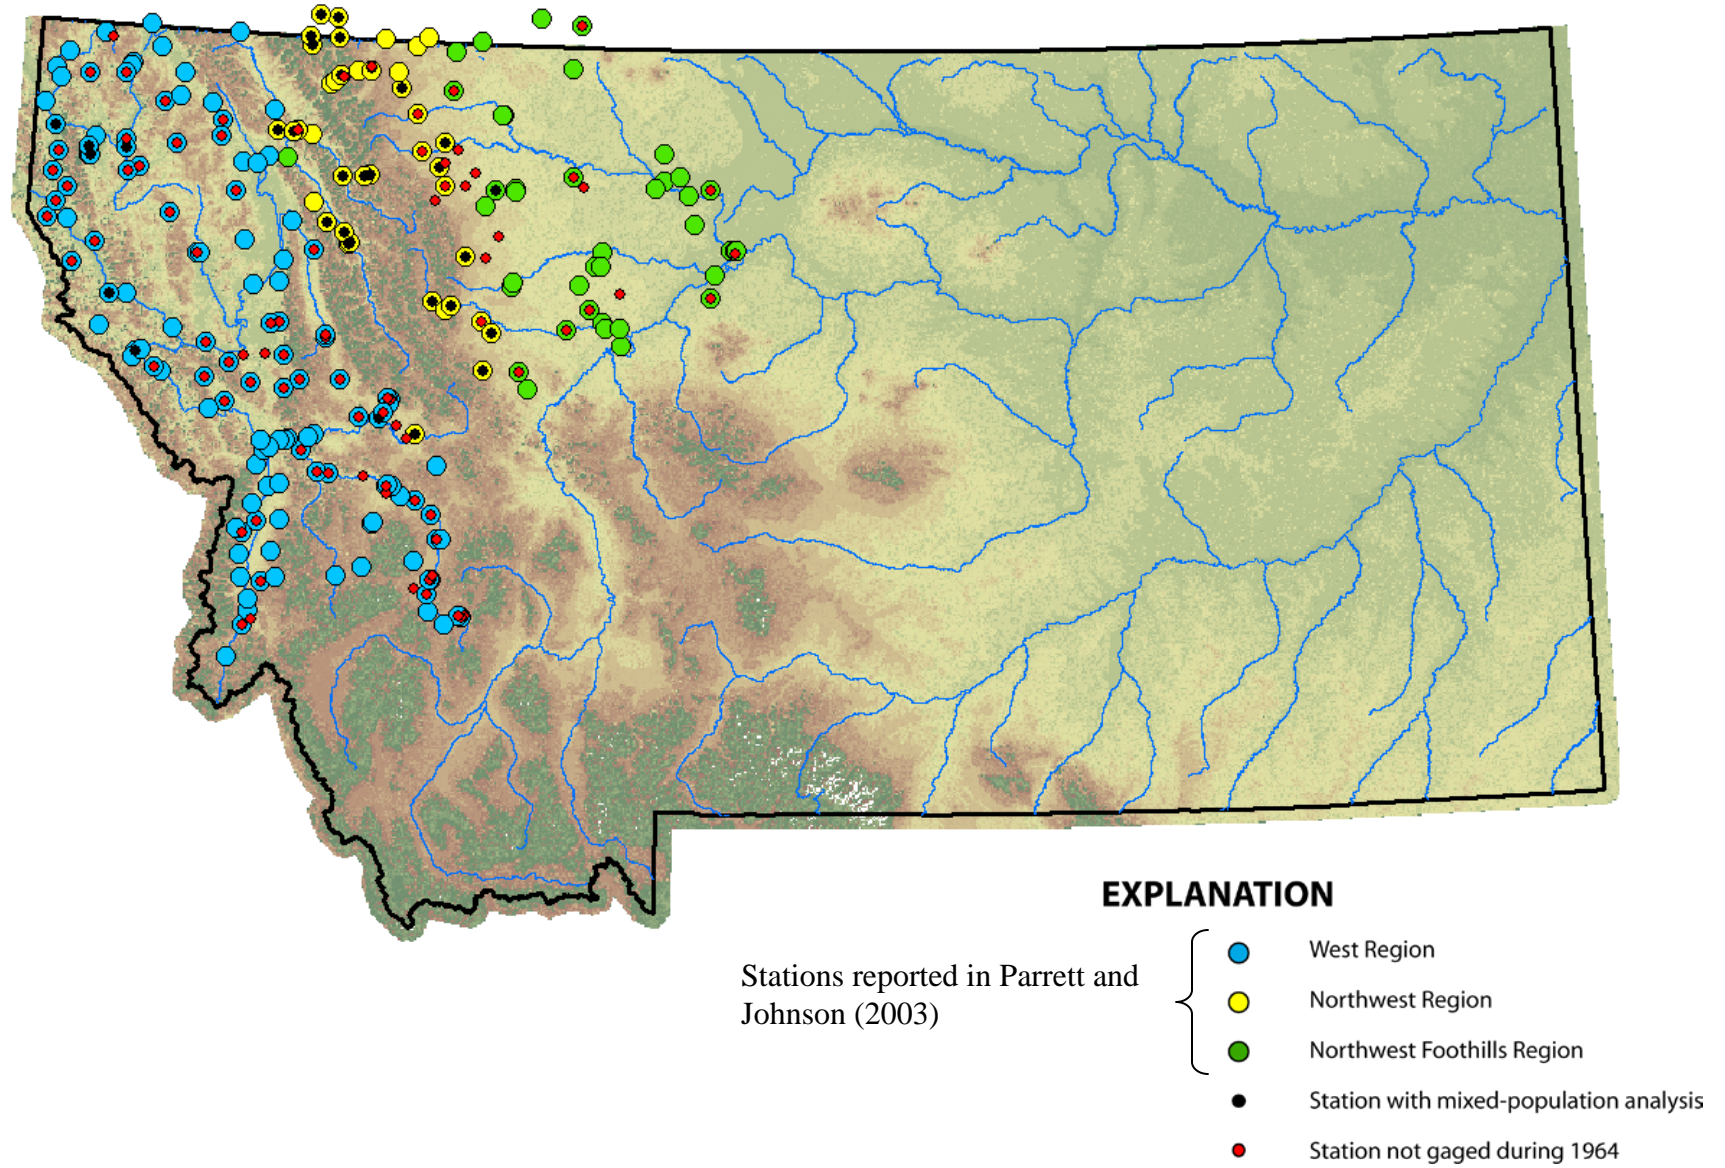 EXPLANATION
Stations reported in Parrett and
Johnson (2003)
West Region
Northwest Region
Northwest Foothills Region
Station with mixed-population analysis
Station not gaged during 1964